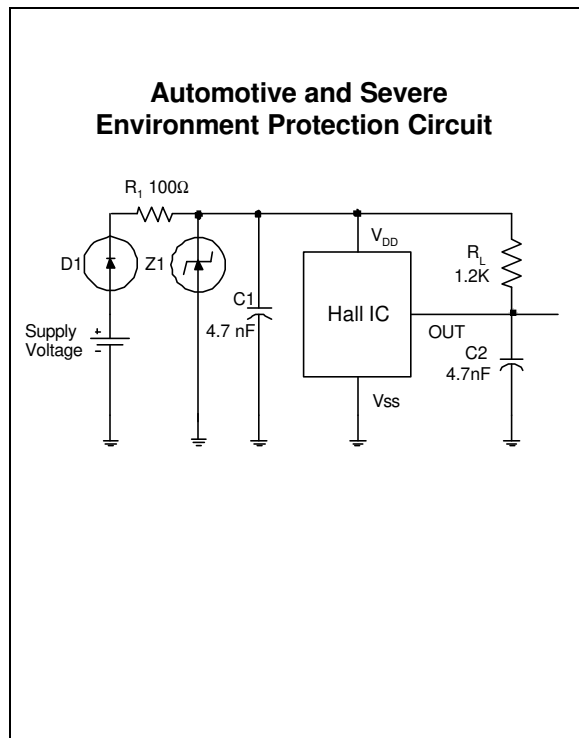 Automotive and Severe
Environment Protection Circuit
R1 100Ω
D1
Z1
C1
4.7 nF
Supply
Voltage
+
-
VDD
Hall IC
Vss
RL
1.2K
OUT
C2
4.7nF